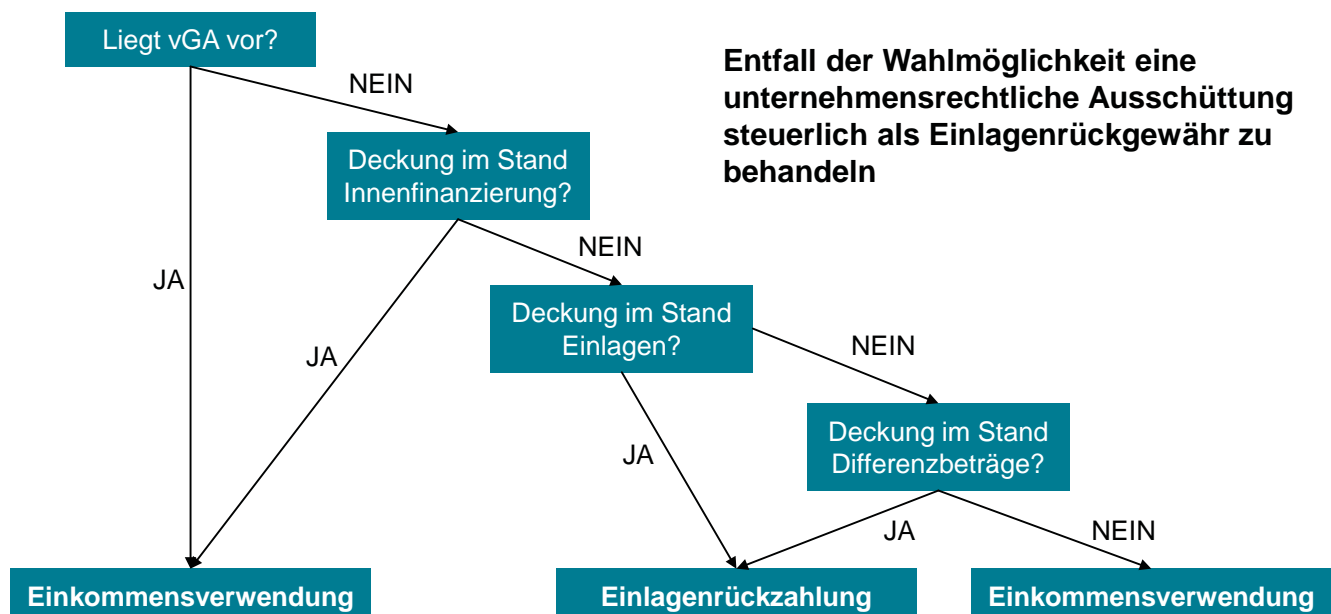 Liegt vGA vor?
Entfall der Wahlmöglichkeit eine
unternehmensrechtliche Ausschüttung
steuerlich als Einlagenrückgewähr zu
behandeln
NEIN
Deckung im Stand
Innenfinanzierung?
NEIN
JA
Deckung im Stand
Einlagen?
JA
NEIN
Deckung im Stand
Differenzbeträge?
JA
JA
NEIN
Einkommensverwendung
Einlagenrückzahlung
Einkommensverwendung